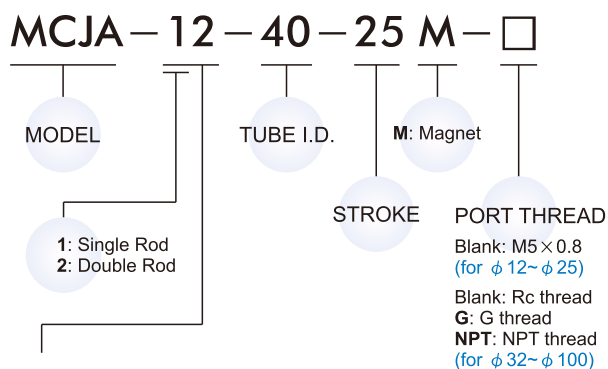 MCJA – 12 – 40 – 25 M – □
MODEL
TUBE I.D.
M: Magnet
STROKE
PORT THREAD
1: Single Rod
2: Double Rod
Blank: M5×0.8
(for φ12~φ25)
Blank: Rc thread
G: G thread
NPT: NPT thread
(for φ32~φ100)